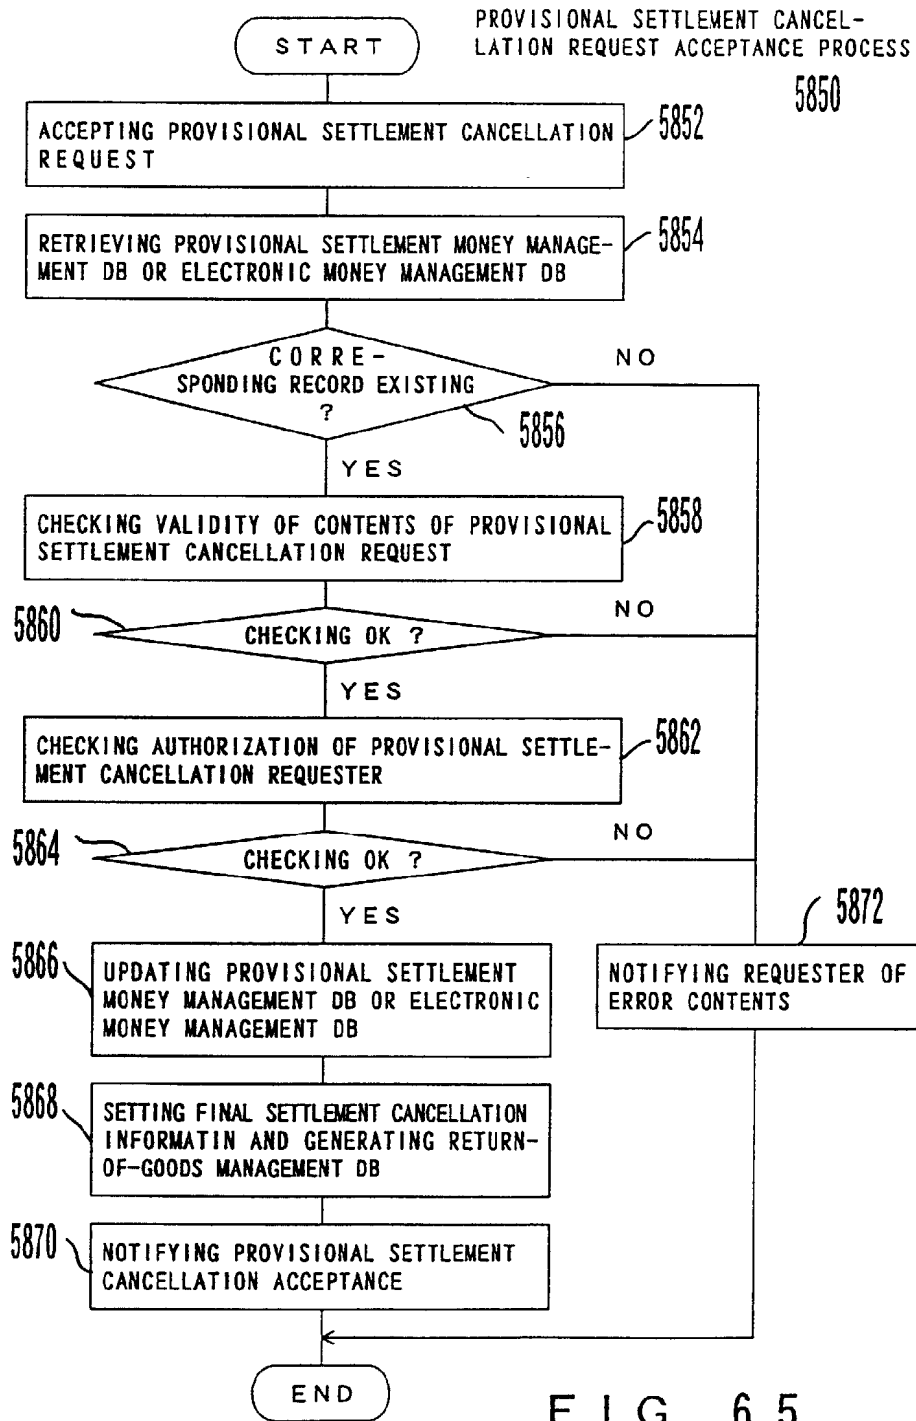 PROVISIONAL SETTLEMENT CANCEL-
LATION REQUEST ACCEPTANCE PROCESS
5850
START
ACCEPTING PROVISIONAL SETTLEMENT CANCELLATION
REQUEST
5852
RETRIEVING PROVISIONAL SETTLEMENT MONEY MANAGE-
MENT DB OR ELECTRONIC MONEY MANAGEMENT DB
5854
CORRE-
SPONDING RECORD EXISTING
?
NO
5856
YES
CHECKING VALIDITY OF CONTENTS OF PROVISIONAL
SETTLEMENT CANCELLATION REQUEST
5858
5860
CHECKING OK ?
NO
YES
CHECKING AUTHORIZATION OF PROVISIONAL SETTLE-
MENT CANCELLATION REQUESTER
5862
5864
CHECKING OK ?
NO
YES
5866
UPDATING PROVISIONAL SETTLEMENT
MONEY MANAGEMENT DB OR ELECTRONIC
MONEY MANAGEMENT DB
5872
NOTIFYING REQUESTER OF
ERROR CONTENTS
5868
SETTING FINAL SETTLEMENT CANCELLATION
INFORMATIN AND GENERATING RETURN-
OF-GOODS MANAGEMENT DB
5870
NOTIFYING PROVISIONAL SETTLEMENT
CANCELLATION ACCEPTANCE
END
FIG. 65